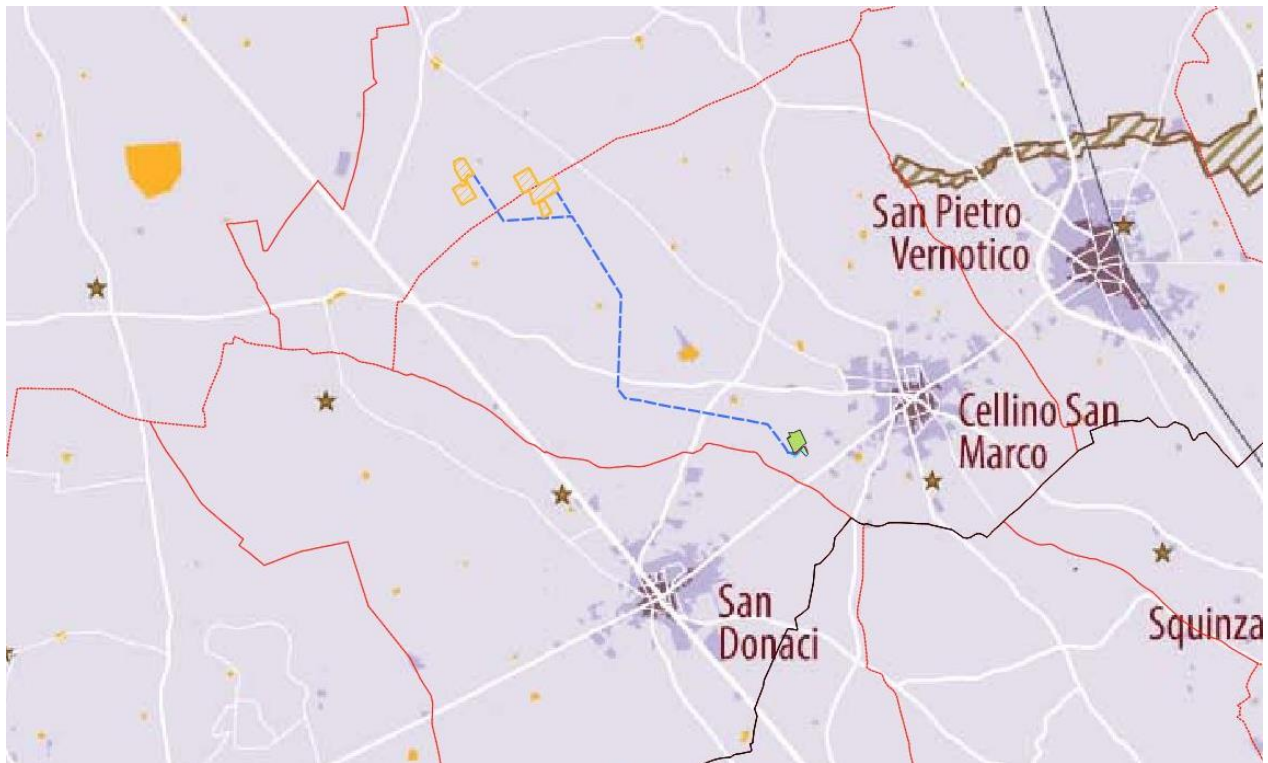 San Pietro
Vernotico
Cellino San
Marco
San
Donaci
Squinza